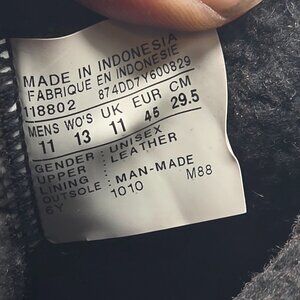 MADE IN INDONESIA
FABRIQUE EN INDONESIE
118802 874DD7Y600829
MENS WO'S UK EUR CM
11 13 11 45 29.5
GENDER : UNISEX
UPPER : LEATHER
LINING :
OUTSOLE : MAN-MADE
6Y 1010 M88